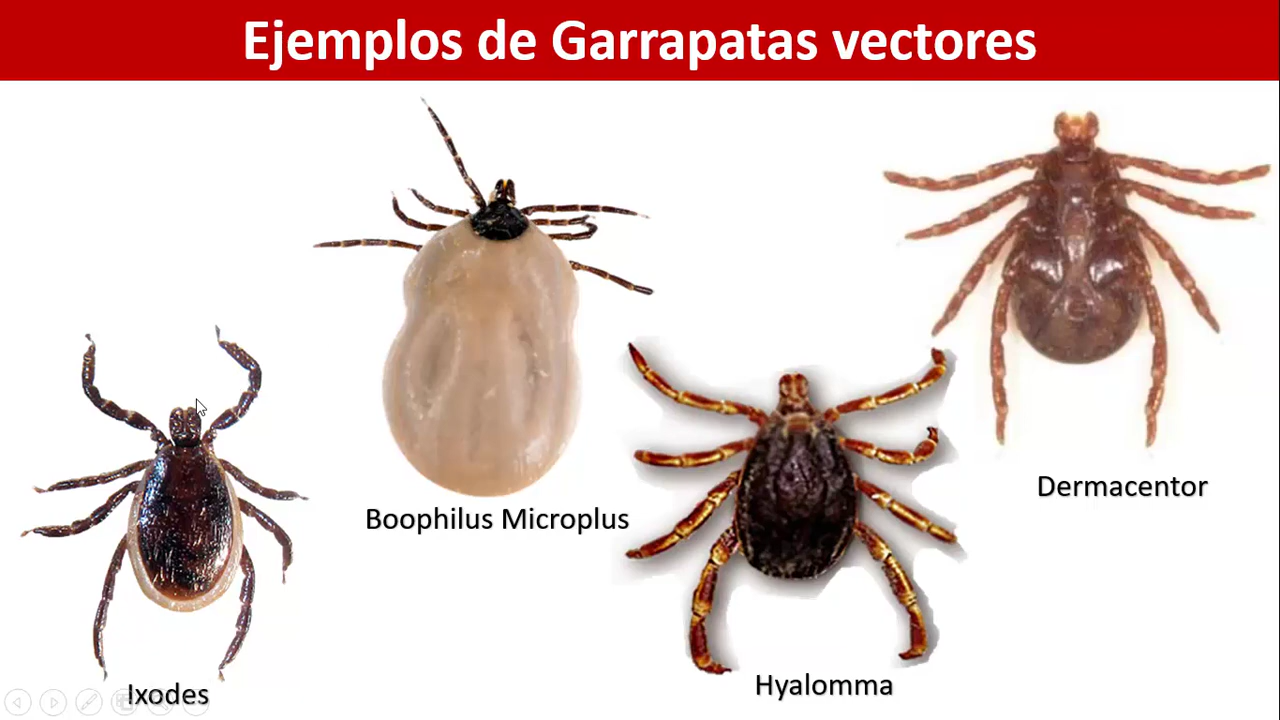 Ejemplos de Garrapatas vectores
Boophilus Microplus
Dermacentor
Ixodes
Hyalomma